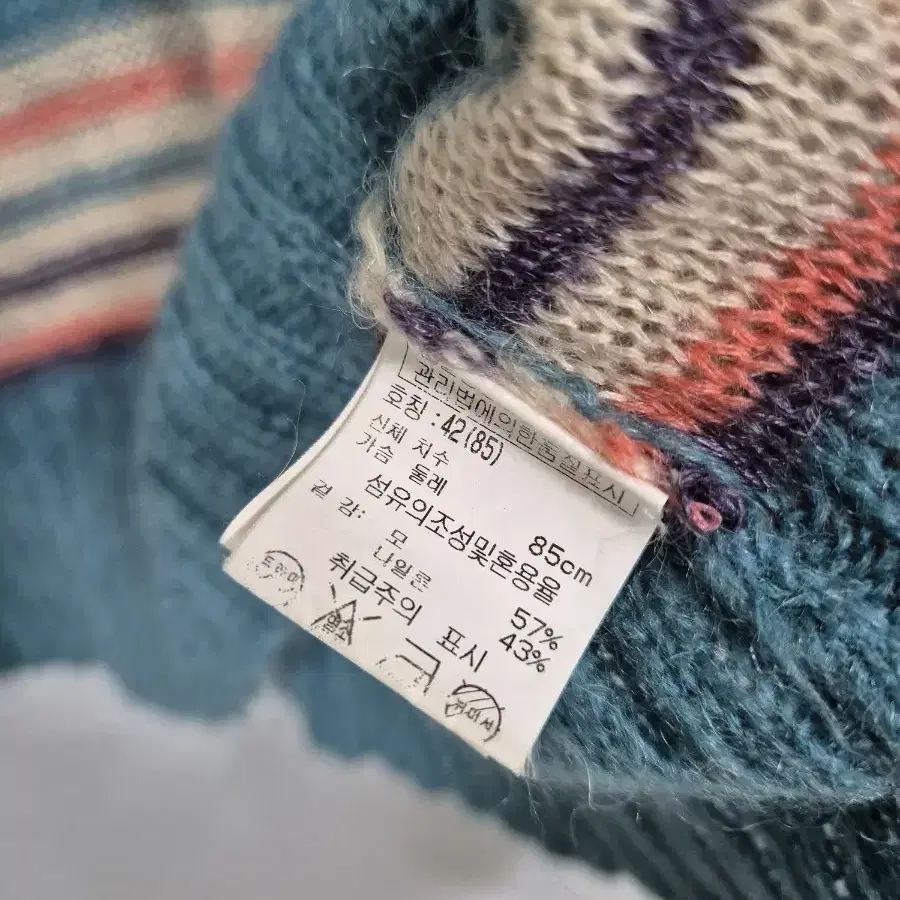 관리법에의한품질표시
호칭 : 42(85)
신체 치수
가슴 둘레 85cm
섬유의조성및혼용율
겉 감: 모 57%
나일론 43%
취급주의 표시